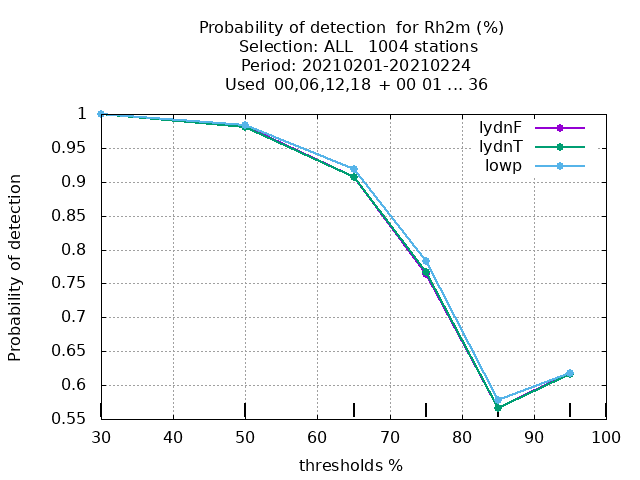 Probability of detection  for Rh2m (%)
Selection: ALL   1004 stations
Period: 20210201-20210224
Used  00,06,12,18  + 00 01 ... 36
Probability of detection
1
0.95
0.9
0.85
0.8
0.75
0.7
0.65
0.6
0.55
lydnF
lydnT
lowp
30 40 50 60 70 80 90 100
thresholds %